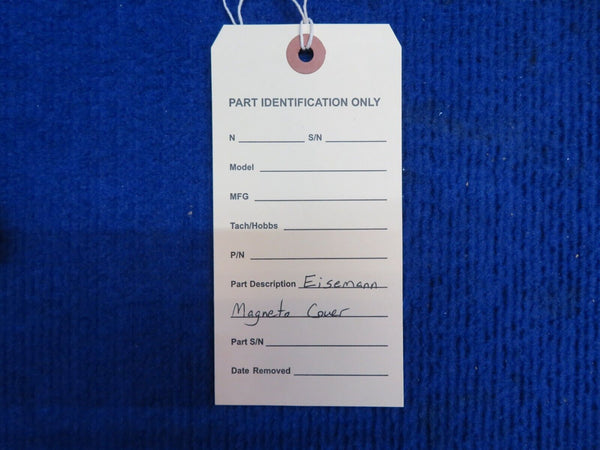 PART IDENTIFICATION ONLY
N S/N
Model
MFG
Tach/Hobbs
P/N
Part Description Eisemann
Magneto Cover
Part S/N
Date Removed